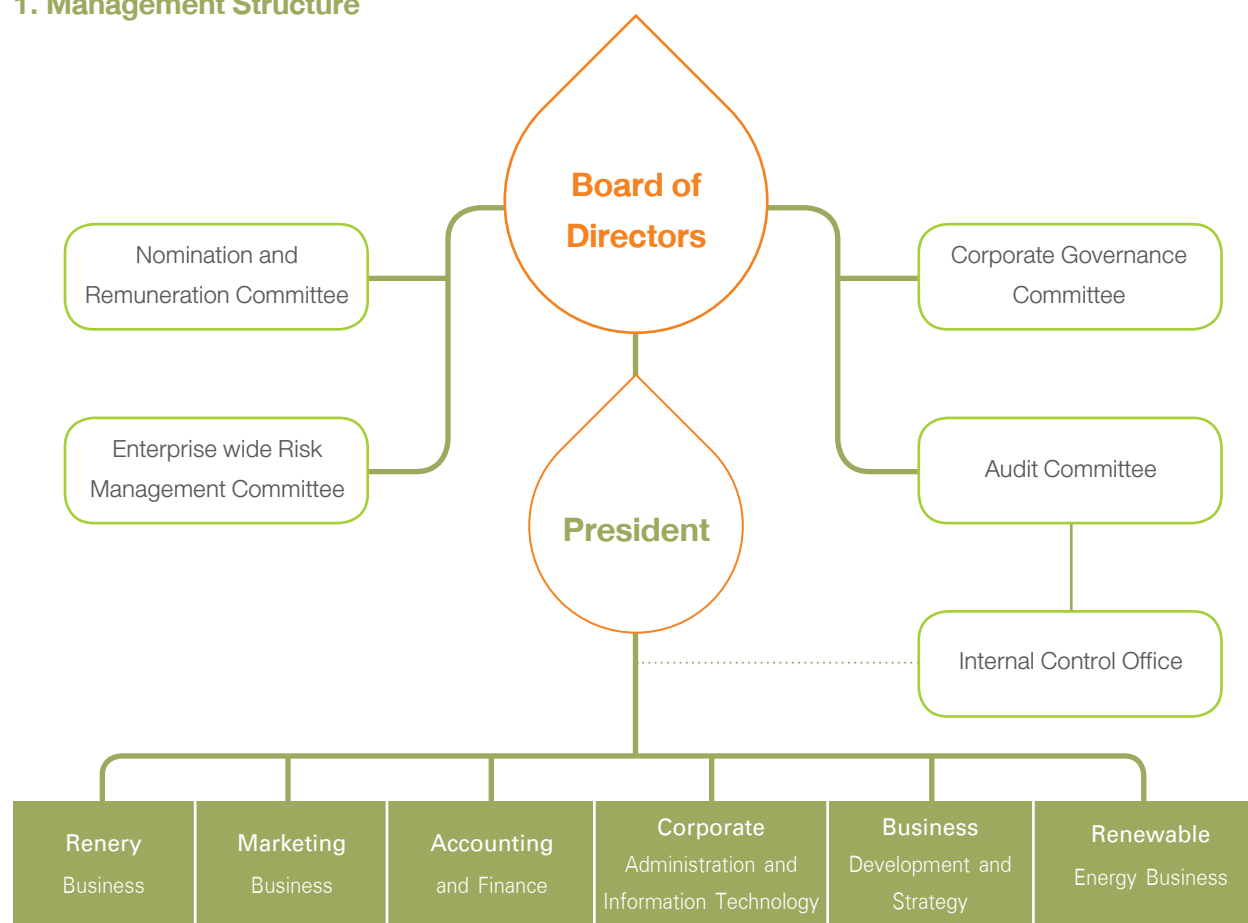 1. Management Structure
Board of
Directors
Nomination and
Remuneration Committee
Corporate Governance
Committee
Enterprise wide Risk
Management Committee
Audit Committee
President
Internal Control Office
Renery
Business
Marketing
Business
Accounting
and Finance
Corporate
Administration and
Information Technology
Business
Development and
Strategy
Renewable
Energy Business